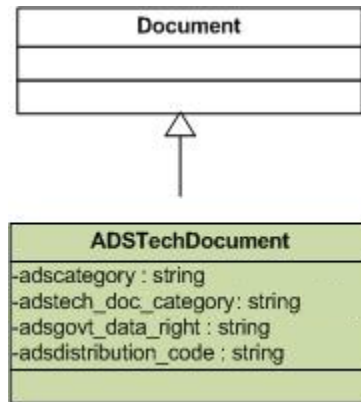 Document
ADSTechDocument
-adscategory : string
-adstech_doc_category: string
-adsgovt_data_right : string
-adsdistribution_code : string